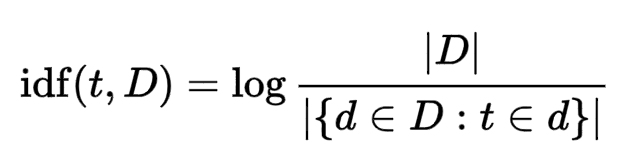 idf(t, D) = log |D| / |{d ∈ D : t ∈ d}|